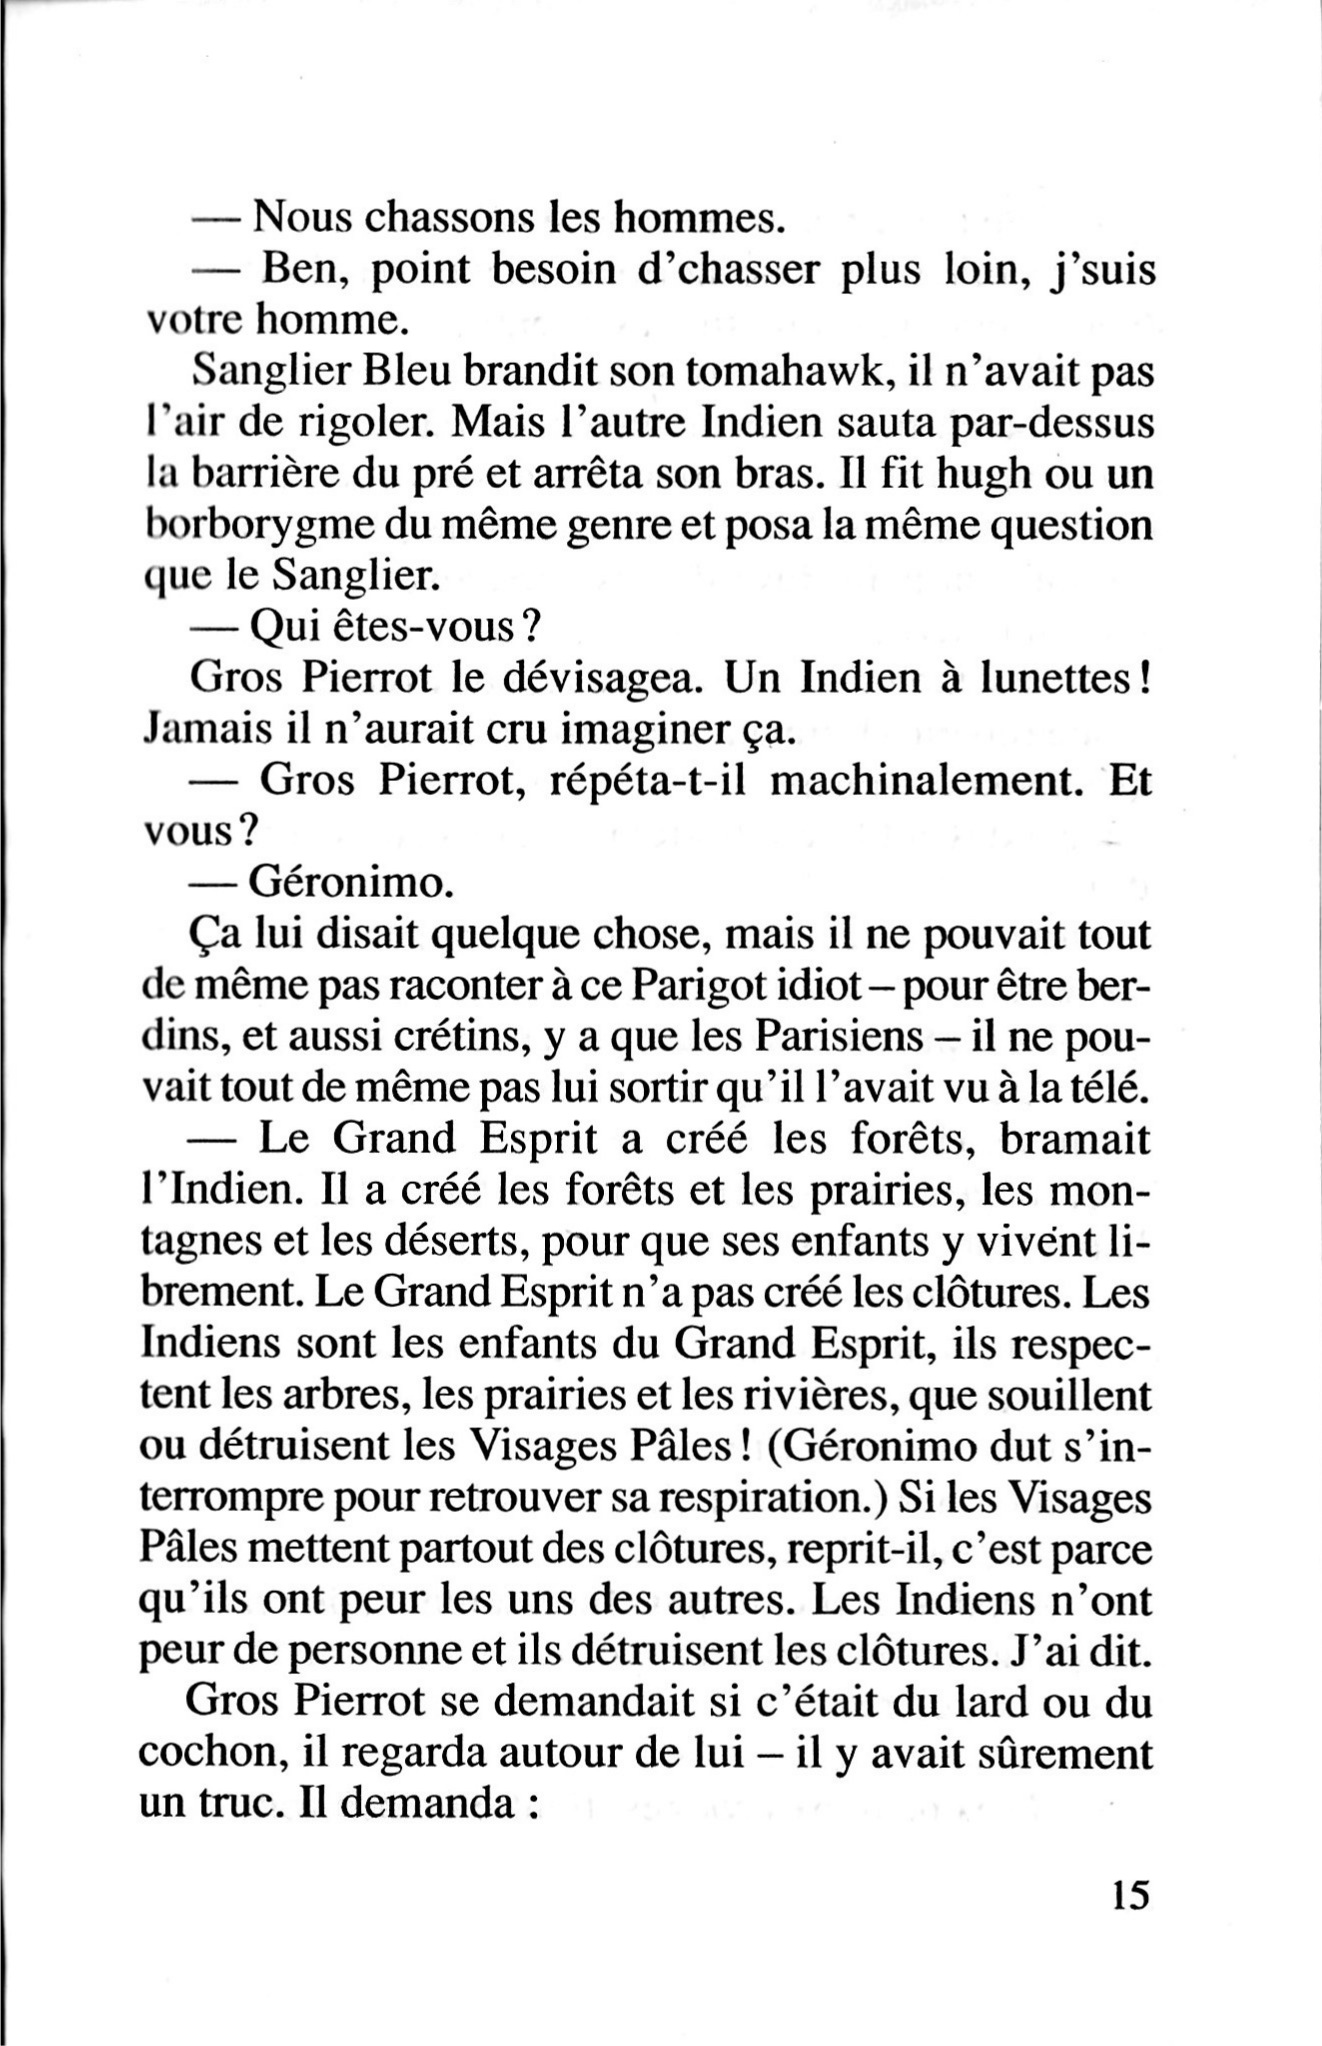 — Nous chassons les hommes.
— Ben, point besoin d’chasser plus loin, j’suis
votre homme.
Sanglier Bleu brandit son tomahawk, il n’avait pas
l’air de rigoler. Mais l’autre Indien sauta par-dessus
la barrière du pré et arrêta son bras. Il fit hugh ou un
borborygme du même genre et posa la même question
que le Sanglier.
— Qui êtes-vous ?
Gros Pierrot le dévisagea. Un Indien à lunettes !
Jamais il n’aurait cru imaginer ça.
— Gros Pierrot, répéta-t-il machinalement. Et
vous ?
— Géronimo.
Ça lui disait quelque chose, mais il ne pouvait tout
de même pas raconter à ce Parigot idiot – pour être ber-
dins, et aussi crétins, y a que les Parisiens – il ne pou-
vait tout de même pas lui sortir qu’il l’avait vu à la télé.
— Le Grand Esprit a créé les forêts, bramait
l’Indien. Il a créé les forêts et les prairies, les mon-
tagnes et les déserts, pour que ses enfants y vivent li-
brement. Le Grand Esprit n’a pas créé les clôtures. Les
Indiens sont les enfants du Grand Esprit, ils respec-
tent les arbres, les prairies et les rivières, que souillent
ou détruisent les Visages Pâles ! (Géronimo dut s’in-
terrompre pour retrouver sa respiration.) Si les Visages
Pâles mettent partout des clôtures, reprit-il, c’est parce
qu’ils ont peur les uns des autres. Les Indiens n’ont
peur de personne et ils détruisent les clôtures. J’ai dit.
Gros Pierrot se demandait si c’était du lard ou du
cochon, il regarda autour de lui – il y avait sûrement
un truc. Il demanda :
15